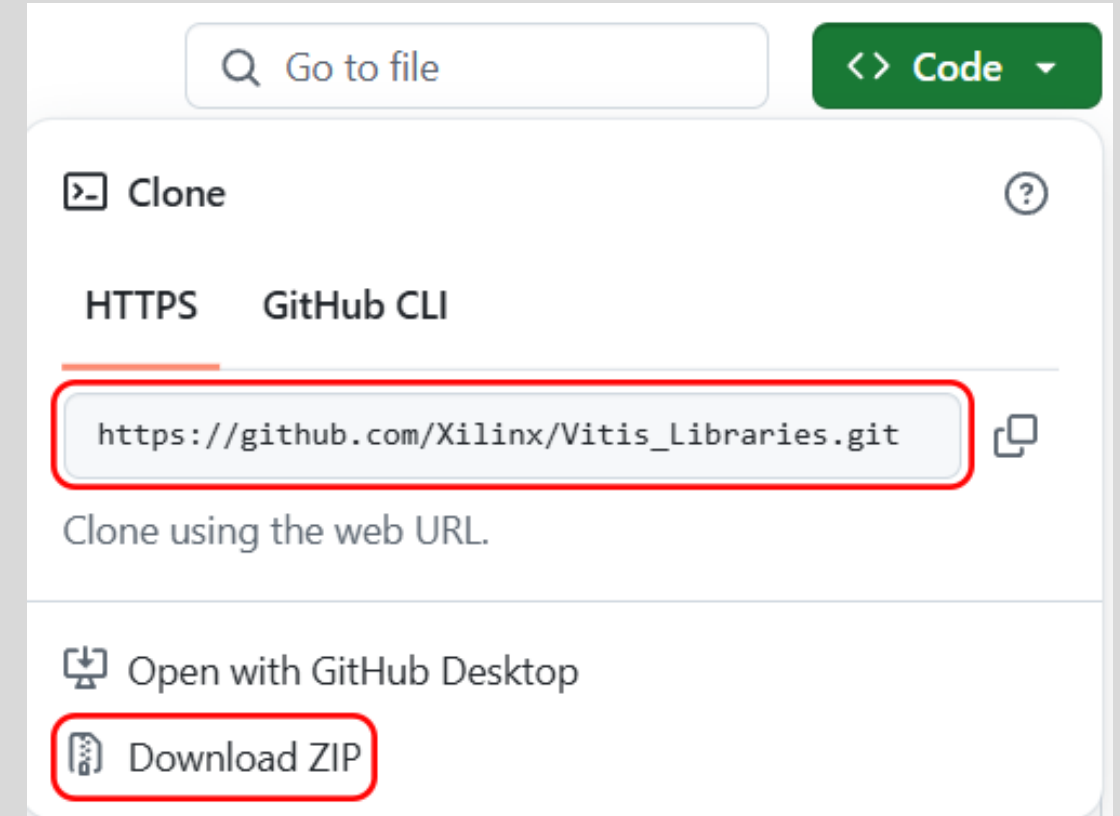 Go to file
<> Code
Clone
HTTPS GitHub CLI
https://github.com/Xilinx/Vitis_Libraries.git
Clone using the web URL.
Open with GitHub Desktop
Download ZIP